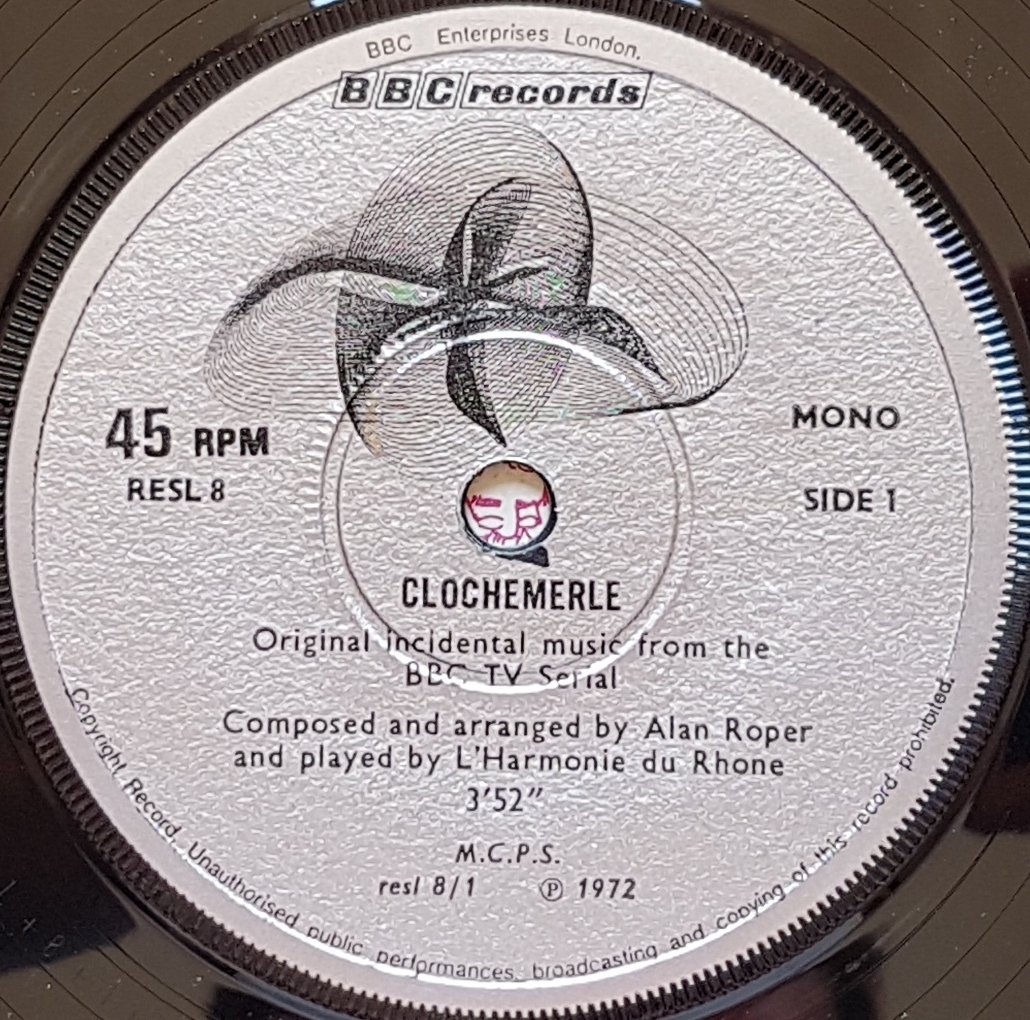 BBC Enterprises London.
BBC records
45 RPM
MONO
RESL 8
SIDE 1
CLOCHEMERLE
Original incidental music from the
BBC TV Serial
Composed and arranged by Alan Roper
and played by L'Harmonie du Rhone
3'52"
M.C.P.S.
resl 8/1 ℗ 1972
Copyright Record. Unauthorised public performances, broadcasting and copying of this record prohibited.